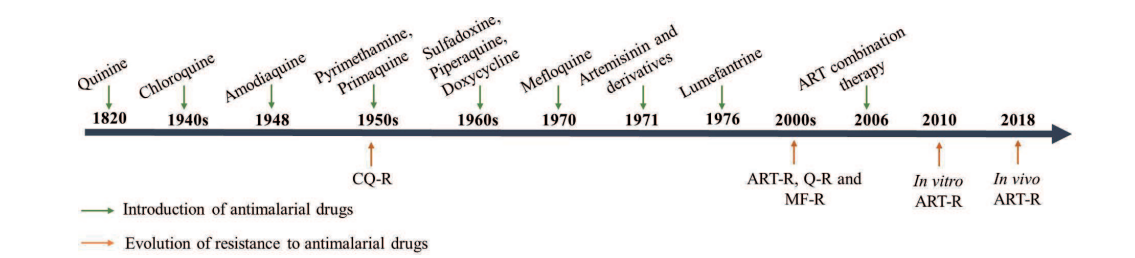 Quinine
Chloroquine
Amodiaquine
Pyrimethamine,
Primaquine
Sulfadoxine,
Piperaquine,
Doxycycline
Mefloquine
Artemisinin and
derivatives
Lumefantrine
ART combination
therapy
1820 1940s 1948 1950s 1960s 1970 1971 1976 2000s 2006 2010 2018
CQ-R
ART-R, Q-R and
MF-R
In vitro
ART-R
In vivo
ART-R
Introduction of antimalarial drugs
Evolution of resistance to antimalarial drugs